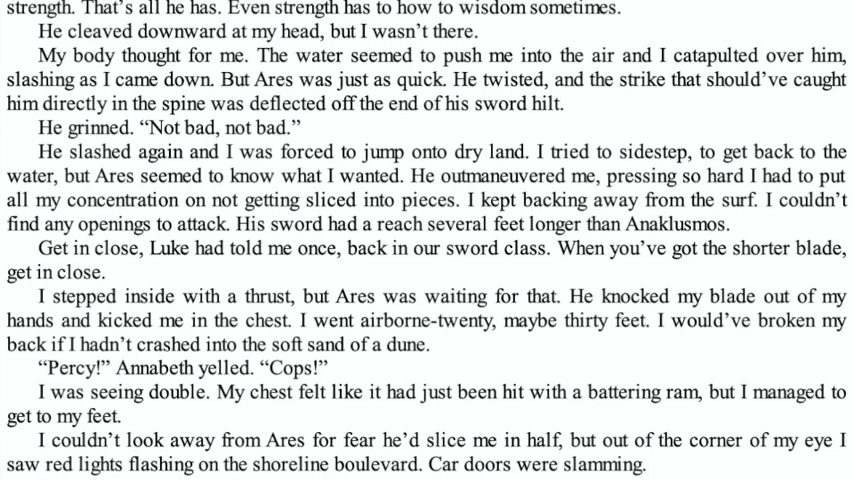 strength. That's all he has. Even strength has to how to wisdom sometimes.
He cleaved downward at my head, but I wasn't there.
My body thought for me. The water seemed to push me into the air and I catapulted over him,
slashing as I came down. But Ares was just as quick. He twisted, and the strike that should've caught
him directly in the spine was deflected off the end of his sword hilt.
He grinned. “Not bad, not bad.”
He slashed again and I was forced to jump onto dry land. I tried to sidestep, to get back to the
water, but Ares seemed to know what I wanted. He outmaneuvered me, pressing so hard I had to put
all my concentration on not getting sliced into pieces. I kept backing away from the surf. I couldn't
find any openings to attack. His sword had a reach several feet longer than Anaklusmos.
Get in close, Luke had told me once, back in our sword class. When you've got the shorter blade,
get in close.
I stepped inside with a thrust, but Ares was waiting for that. He knocked my blade out of my
hands and kicked me in the chest. I went airborne-twenty, maybe thirty feet. I would've broken my
back if I hadn't crashed into the soft sand of a dune.
“Percy!” Annabeth yelled. “Cops!”
I was seeing double. My chest felt like it had just been hit with a battering ram, but I managed to
get to my feet.
I couldn't look away from Ares for fear he'd slice me in half, but out of the corner of my eye I
saw red lights flashing on the shoreline boulevard. Car doors were slamming.